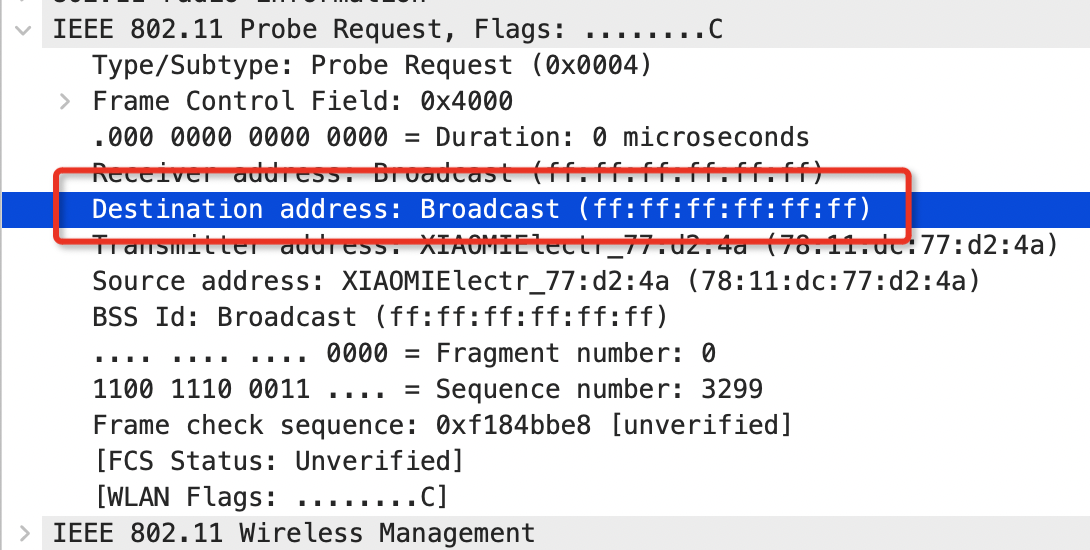 IEEE 802.11 Probe Request, Flags: ........C
Type/Subtype: Probe Request (0x0004)
Frame Control Field: 0x4000
.000 0000 0000 0000 = Duration: 0 microseconds
Receiver address: Broadcast (ff:ff:ff:ff:ff:ff)
Destination address: Broadcast (ff:ff:ff:ff:ff:ff)
Transmitter address: XIAOMIElectr_77:d2:4a (78:11:dc:77:d2:4a)
Source address: XIAOMIElectr_77:d2:4a (78:11:dc:77:d2:4a)
BSS Id: Broadcast (ff:ff:ff:ff:ff:ff)
.... .... .... 0000 = Fragment number: 0
1100 1110 0011 .... = Sequence number: 3299
Frame check sequence: 0xf184bbe8 [unverified]
[FCS Status: Unverified]
[WLAN Flags: ........C]
IEEE 802.11 Wireless Management